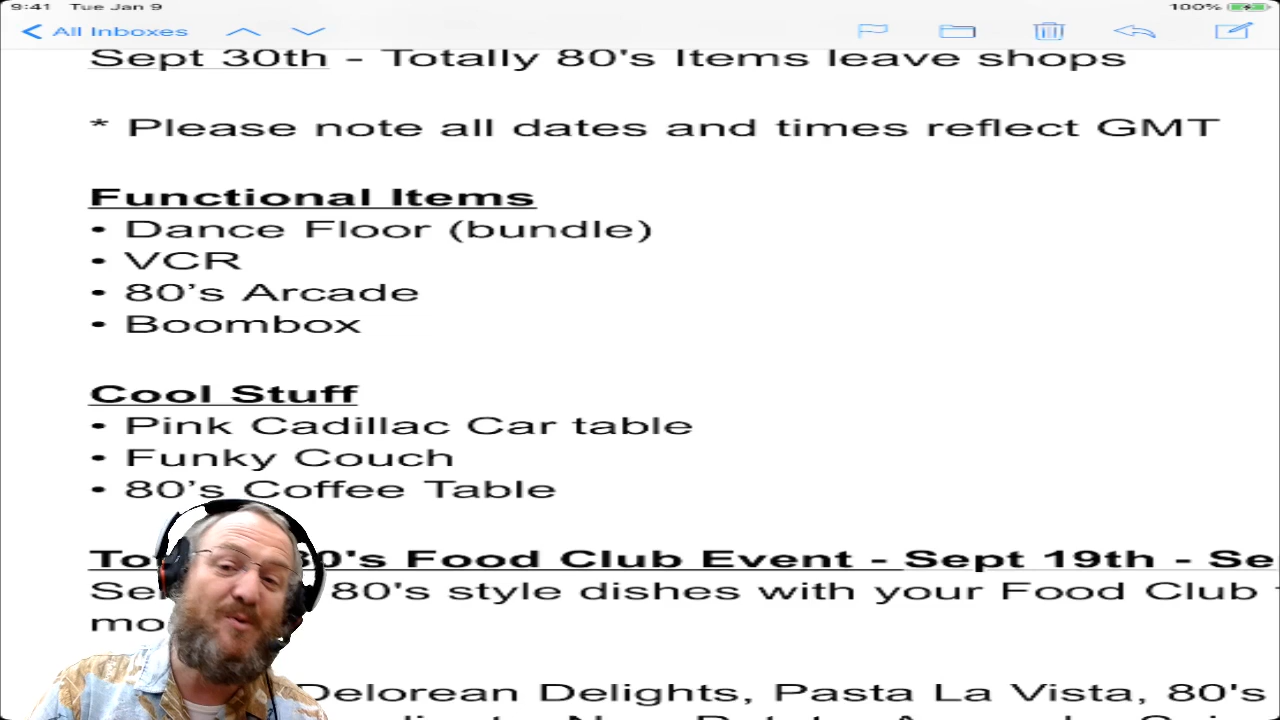 9:41 Tue Jan 9 100%
All Inboxes
Sept 30th - Totally 80's Items leave shops
* Please note all dates and times reflect GMT
Functional Items
• Dance Floor (bundle)
• VCR
• 80’s Arcade
• Boombox
Cool Stuff
• Pink Cadillac Car table
• Funky Couch
• 80’s Coffee Table
0's Food Club Event - Sept 19th - Se
80's style dishes with your Food Club
Delorean Delights, Pasta La Vista, 80's